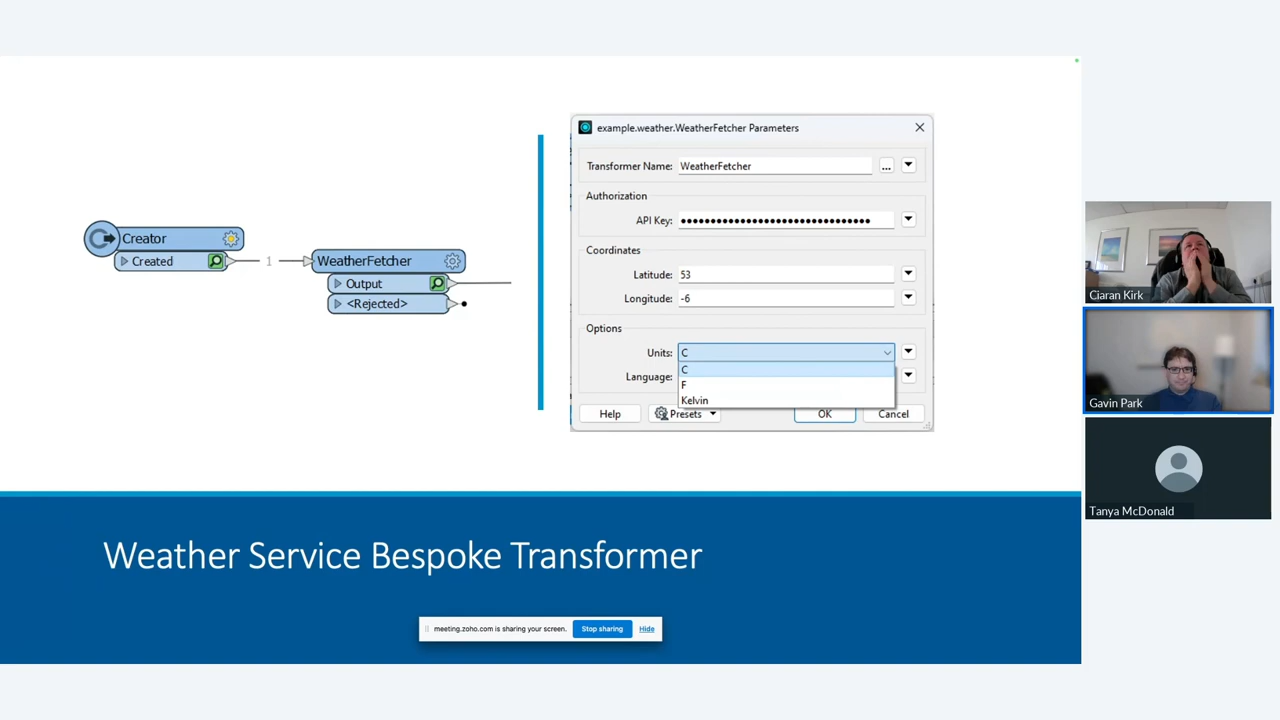 Creator
Created
1
WeatherFetcher
Output
<Rejected>
example.weather.WeatherFetcher Parameters
Transformer Name: WeatherFetcher
...
Authorization
API Key: ●●●●●●●●●●●●●●●●●●●●●●●●●●●●●●●●
Coordinates
Latitude: 53
Longitude: -6
Options
Units: C
C
Language:
F
Kelvin
Help Presets OK Cancel
Weather Service Bespoke Transformer
meeting.zoho.com is sharing your screen. Stop sharing Hide
Ciaran Kirk
Gavin Park
Tanya McDonald